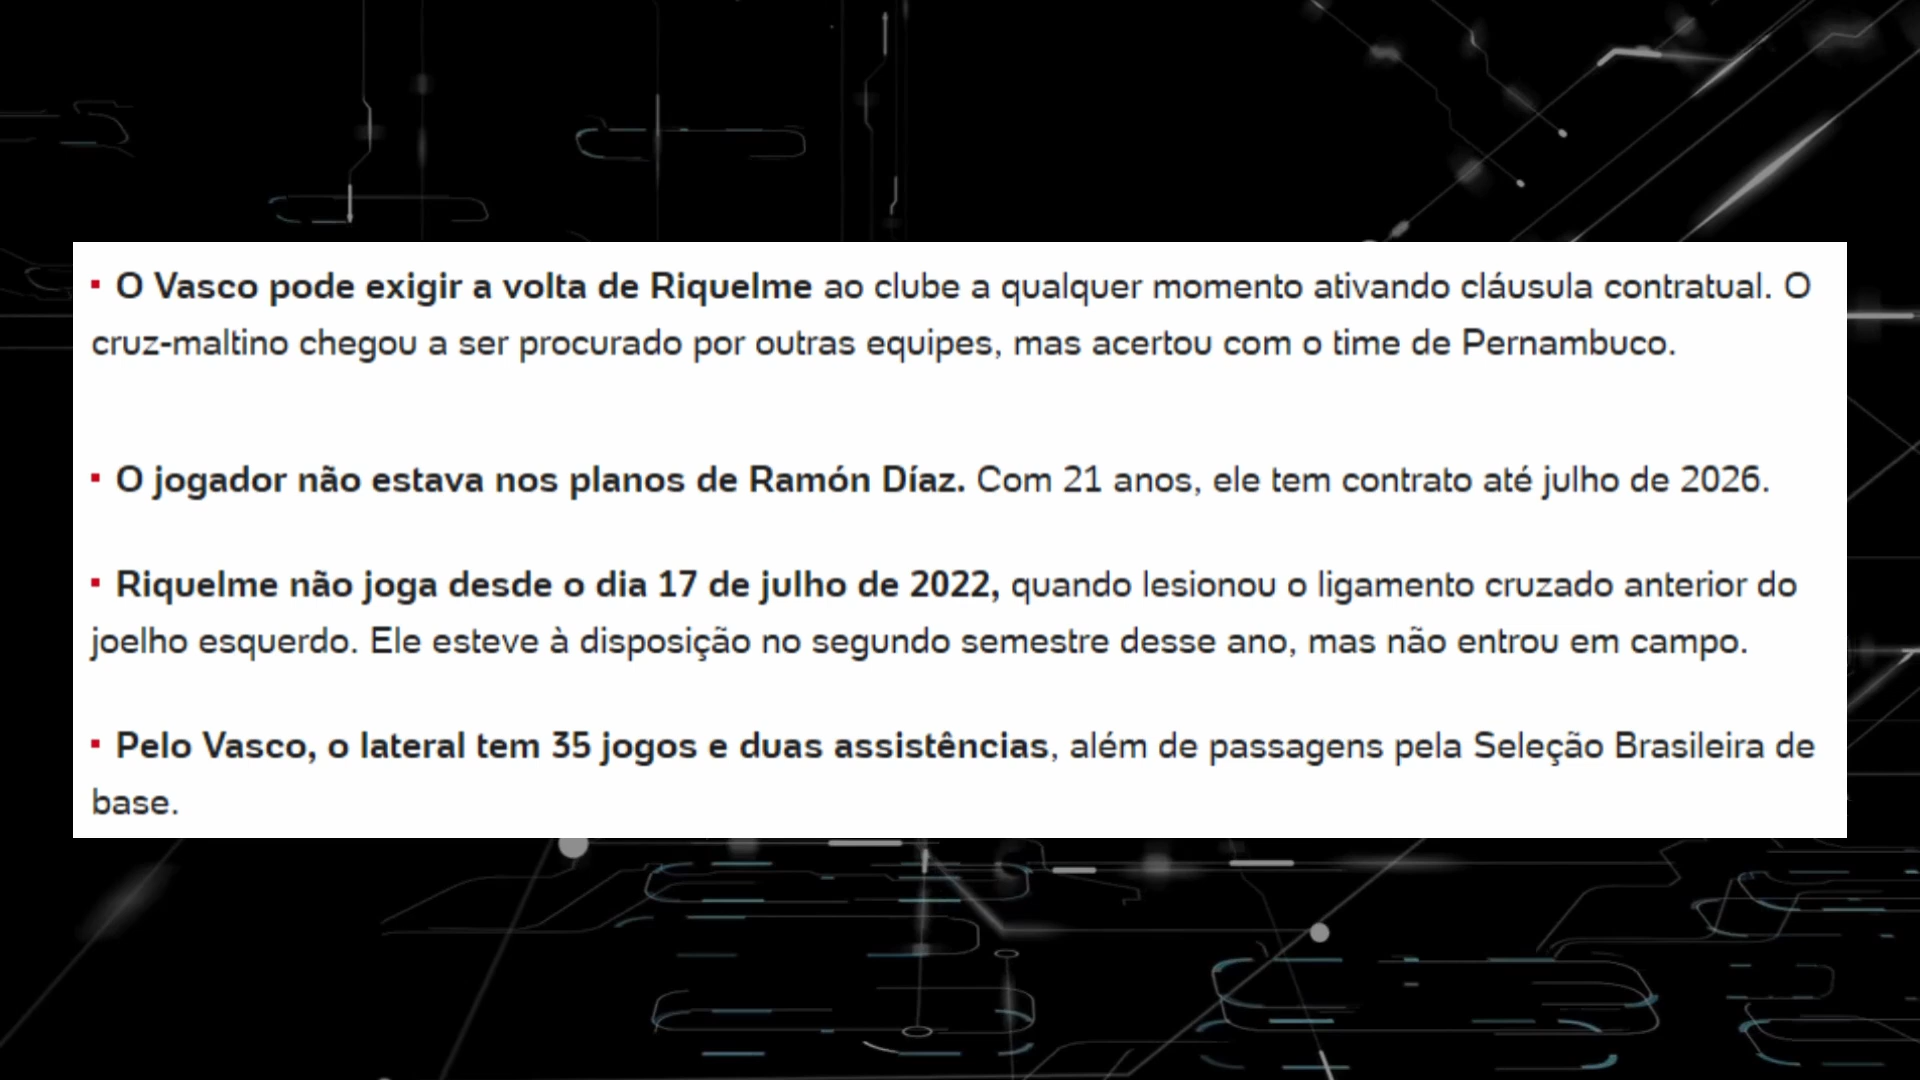 ▪ O Vasco pode exigir a volta de Riquelme ao clube a qualquer momento ativando cláusula contratual. O
cruz-maltino chegou a ser procurado por outras equipes, mas acertou com o time de Pernambuco.
▪ O jogador não estava nos planos de Ramón Díaz. Com 21 anos, ele tem contrato até julho de 2026.
▪ Riquelme não joga desde o dia 17 de julho de 2022, quando lesionou o ligamento cruzado anterior do
joelho esquerdo. Ele esteve à disposição no segundo semestre desse ano, mas não entrou em campo.
▪ Pelo Vasco, o lateral tem 35 jogos e duas assistências, além de passagens pela Seleção Brasileira de
base.